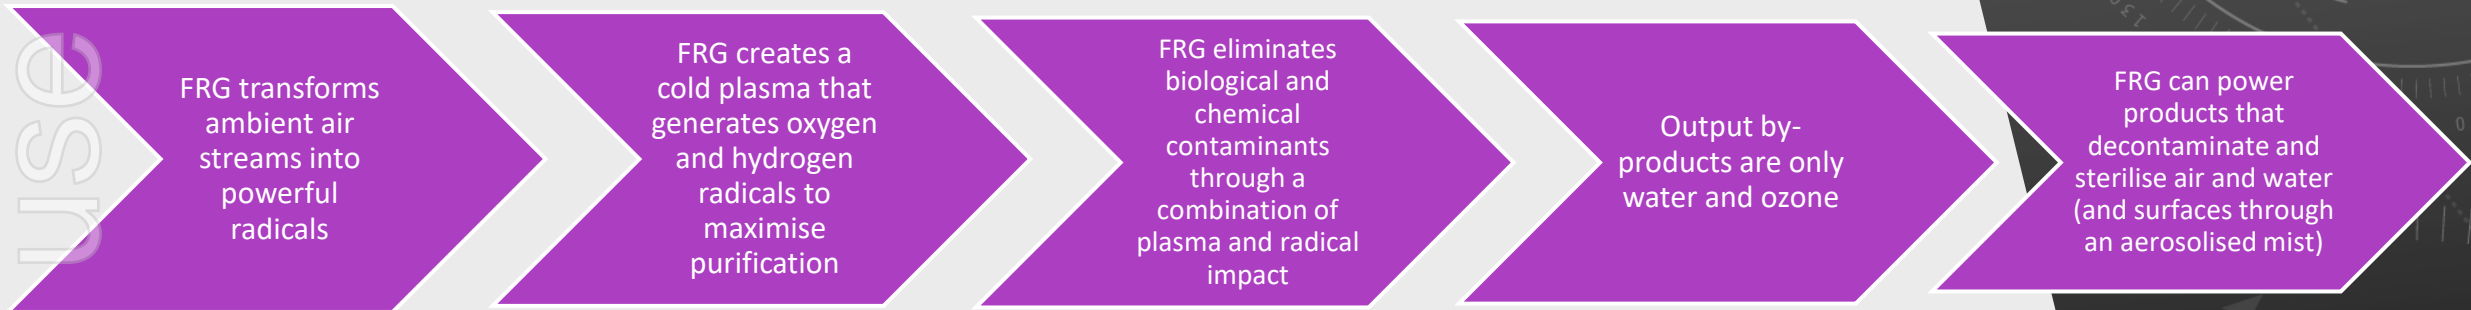 use
FRG transforms
ambient air
streams into
powerful
radicals
FRG creates a
cold plasma that
generates oxygen
and hydrogen
radicals to
maximise
purification
FRG eliminates
biological and
chemical
contaminants
through a
combination of
plasma and radical
impact
Output by-
products are only
water and ozone
FRG can power
products that
decontaminate and
sterilise air and water
(and surfaces through
an aerosolised mist)
130
0